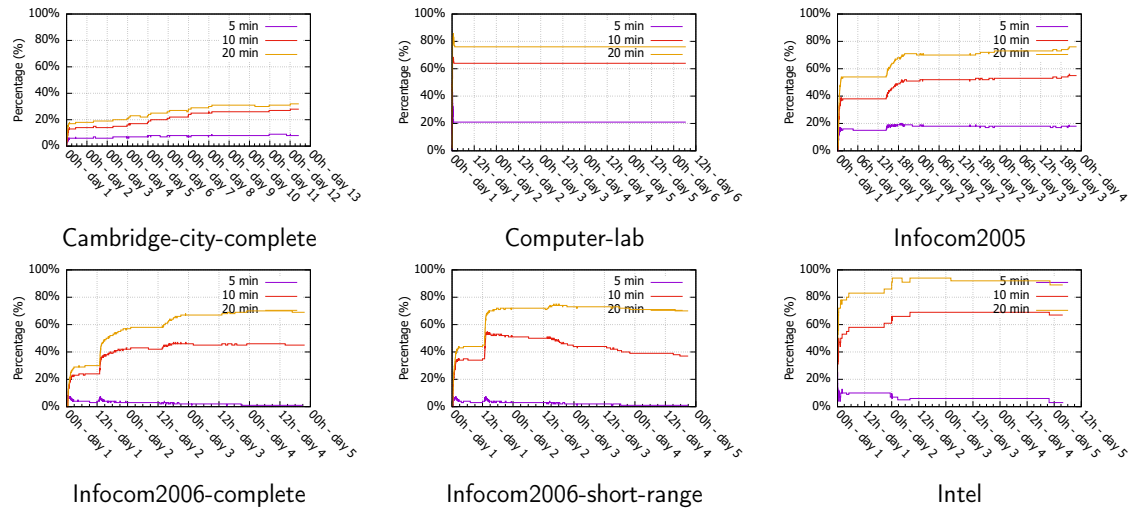 100%
80%
60%
40%
20%
0%
Percentage (%)
5 min
10 min
20 min
00h - day 1
00h - day 2
00h - day 3
00h - day 4
00h - day 5
00h - day 6
00h - day 7
00h - day 8
00h - day 9
00h - day 10
00h - day 11
00h - day 12
00h - day 13
Cambridge-city-complete
100%
80%
60%
40%
20%
0%
Percentage (%)
5 min
10 min
20 min
00h - day 1
12h - day 1
00h - day 2
12h - day 2
00h - day 3
12h - day 3
00h - day 4
12h - day 4
00h - day 5
12h - day 5
00h - day 6
12h - day 6
Computer-lab
100%
80%
60%
40%
20%
0%
Percentage (%)
5 min
10 min
20 min
00h - day 1
06h - day 1
12h - day 1
18h - day 1
00h - day 2
06h - day 2
12h - day 2
18h - day 2
00h - day 3
06h - day 3
12h - day 3
18h - day 3
00h - day 4
Infocom2005
100%
80%
60%
40%
20%
0%
Percentage (%)
5 min
10 min
20 min
00h - day 1
12h - day 1
00h - day 2
12h - day 2
00h - day 3
12h - day 3
00h - day 4
12h - day 4
00h - day 5
Infocom2006-complete
100%
80%
60%
40%
20%
0%
Percentage (%)
5 min
10 min
20 min
00h - day 1
12h - day 1
00h - day 2
12h - day 2
00h - day 3
12h - day 3
00h - day 4
12h - day 4
00h - day 5
Infocom2006-short-range
100%
80%
60%
40%
20%
0%
Percentage (%)
5 min
10 min
20 min
00h - day 1
12h - day 1
00h - day 2
12h - day 2
00h - day 3
12h - day 3
00h - day 4
12h - day 4
00h - day 5
12h - day 5
Intel